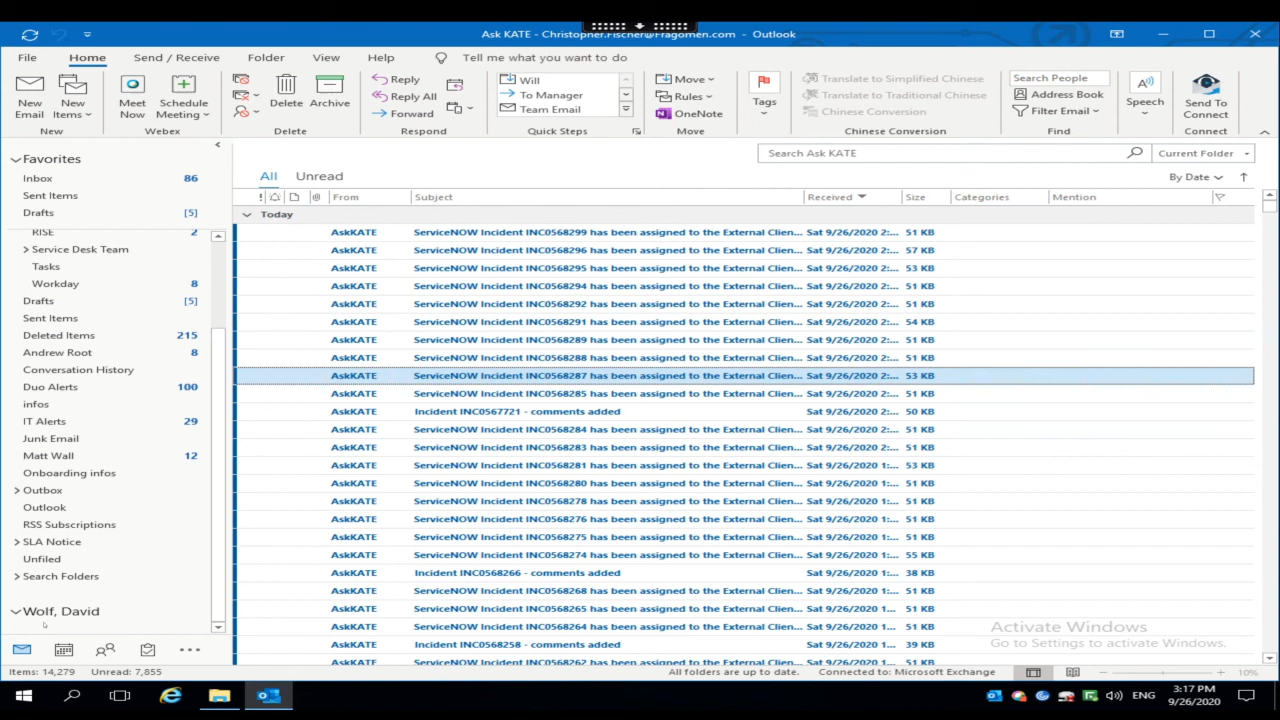 Ask KATE - Christopher.Fischer@Fragomen.com - Outlook
File Home Send / Receive Folder View Help Tell me what you want to do
New Email
New Items
New
Meet Now
Schedule Meeting
Webex
Delete
Archive
Delete
Reply
Reply All
Forward
Respond
Will
To Manager
Team Email
Quick Steps
Move
Rules
OneNote
Move
Tags
Translate to Simplified Chinese
Translate to Traditional Chinese
Chinese Conversion
Chinese Conversion
Search People
Address Book
Filter Email
Find
Speech
Send To Connect
Connect
Favorites
Inbox 86
Sent Items
Drafts [5]
RISE 2
Service Desk Team
Tasks
Workday 8
Drafts [5]
Sent Items
Deleted Items 215
Andrew Root 8
Conversation History
Duo Alerts 100
infos
IT Alerts 29
Junk Email
Matt Wall 12
Onboarding infos
Outbox
Outlook
RSS Subscriptions
SLA Notice
Unfiled
Search Folders
Wolf, David
Search Ask KATE Current Folder
All Unread By Date
! From Subject Received Size Categories Mention
Today
AskKATE ServiceNOW Incident INC0568299 has been assigned to the External Clien... Sat 9/26/2020 2:... 51 KB
AskKATE ServiceNOW Incident INC0568296 has been assigned to the External Clien... Sat 9/26/2020 2:... 57 KB
AskKATE ServiceNOW Incident INC0568295 has been assigned to the External Clien... Sat 9/26/2020 2:... 53 KB
AskKATE ServiceNOW Incident INC0568294 has been assigned to the External Clien... Sat 9/26/2020 2:... 51 KB
AskKATE ServiceNOW Incident INC0568292 has been assigned to the External Clien... Sat 9/26/2020 2:... 51 KB
AskKATE ServiceNOW Incident INC0568291 has been assigned to the External Clien... Sat 9/26/2020 2:... 54 KB
AskKATE ServiceNOW Incident INC0568289 has been assigned to the External Clien... Sat 9/26/2020 2:... 51 KB
AskKATE ServiceNOW Incident INC0568288 has been assigned to the External Clien... Sat 9/26/2020 2:... 51 KB
AskKATE ServiceNOW Incident INC0568287 has been assigned to the External Clien... Sat 9/26/2020 2:... 53 KB
AskKATE ServiceNOW Incident INC0568285 has been assigned to the External Clien... Sat 9/26/2020 2:... 51 KB
AskKATE Incident INC0567721 - comments added Sat 9/26/2020 2:... 50 KB
AskKATE ServiceNOW Incident INC0568284 has been assigned to the External Clien... Sat 9/26/2020 2:... 51 KB
AskKATE ServiceNOW Incident INC0568283 has been assigned to the External Clien... Sat 9/26/2020 2:... 51 KB
AskKATE ServiceNOW Incident INC0568281 has been assigned to the External Clien... Sat 9/26/2020 1:... 53 KB
AskKATE ServiceNOW Incident INC0568280 has been assigned to the External Clien... Sat 9/26/2020 1:... 51 KB
AskKATE ServiceNOW Incident INC0568278 has been assigned to the External Clien... Sat 9/26/2020 1:... 51 KB
AskKATE ServiceNOW Incident INC0568276 has been assigned to the External Clien... Sat 9/26/2020 1:... 51 KB
AskKATE ServiceNOW Incident INC0568275 has been assigned to the External Clien... Sat 9/26/2020 1:... 51 KB
AskKATE ServiceNOW Incident INC0568274 has been assigned to the External Clien... Sat 9/26/2020 1:... 55 KB
AskKATE Incident INC0568266 - comments added Sat 9/26/2020 1:... 38 KB
AskKATE ServiceNOW Incident INC0568268 has been assigned to the External Clien... Sat 9/26/2020 1:... 51 KB
AskKATE ServiceNOW Incident INC0568265 has been assigned to the External Clien... Sat 9/26/2020 1... 51 KB
AskKATE ServiceNOW Incident INC0568264 has been assigned to the External Clien... Sat 9/26/2020 1... 51 KB
AskKATE Incident INC0568258 - comments added Sat 9/26/2020 1... 39 KB
AskKATE ServiceNOW Incident INC0568262 has been assigned to the External Clien... Sat 9/26/2020 1... 51 KB
Activate Windows
Go to Settings to activate Windows.
Items: 14,279 Unread: 7,855 All folders are up to date. Connected to: Microsoft Exchange 10%
ENG 3:17 PM
9/26/2020